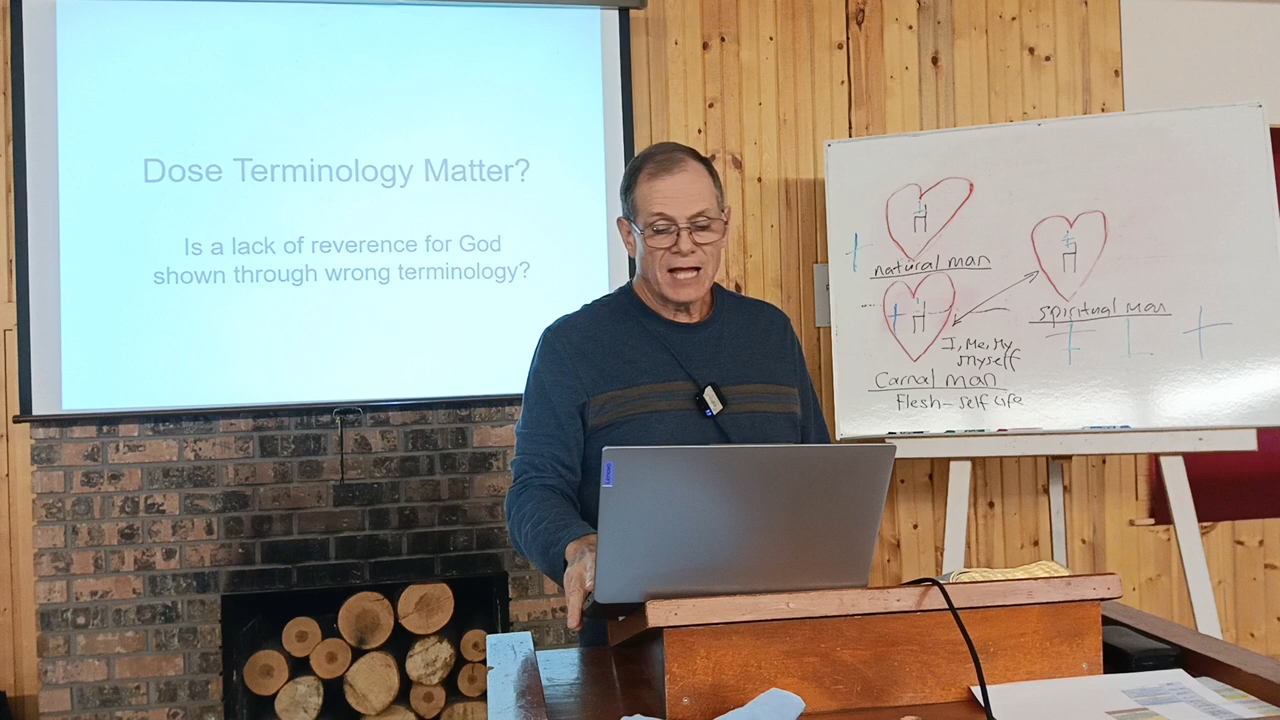 Dose Terminology Matter?
Is a lack of reverence for God
shown through wrong terminology?
natural man
spiritual man
I, Me, My
Myself
Carnal man
Flesh-self life
Lenovo